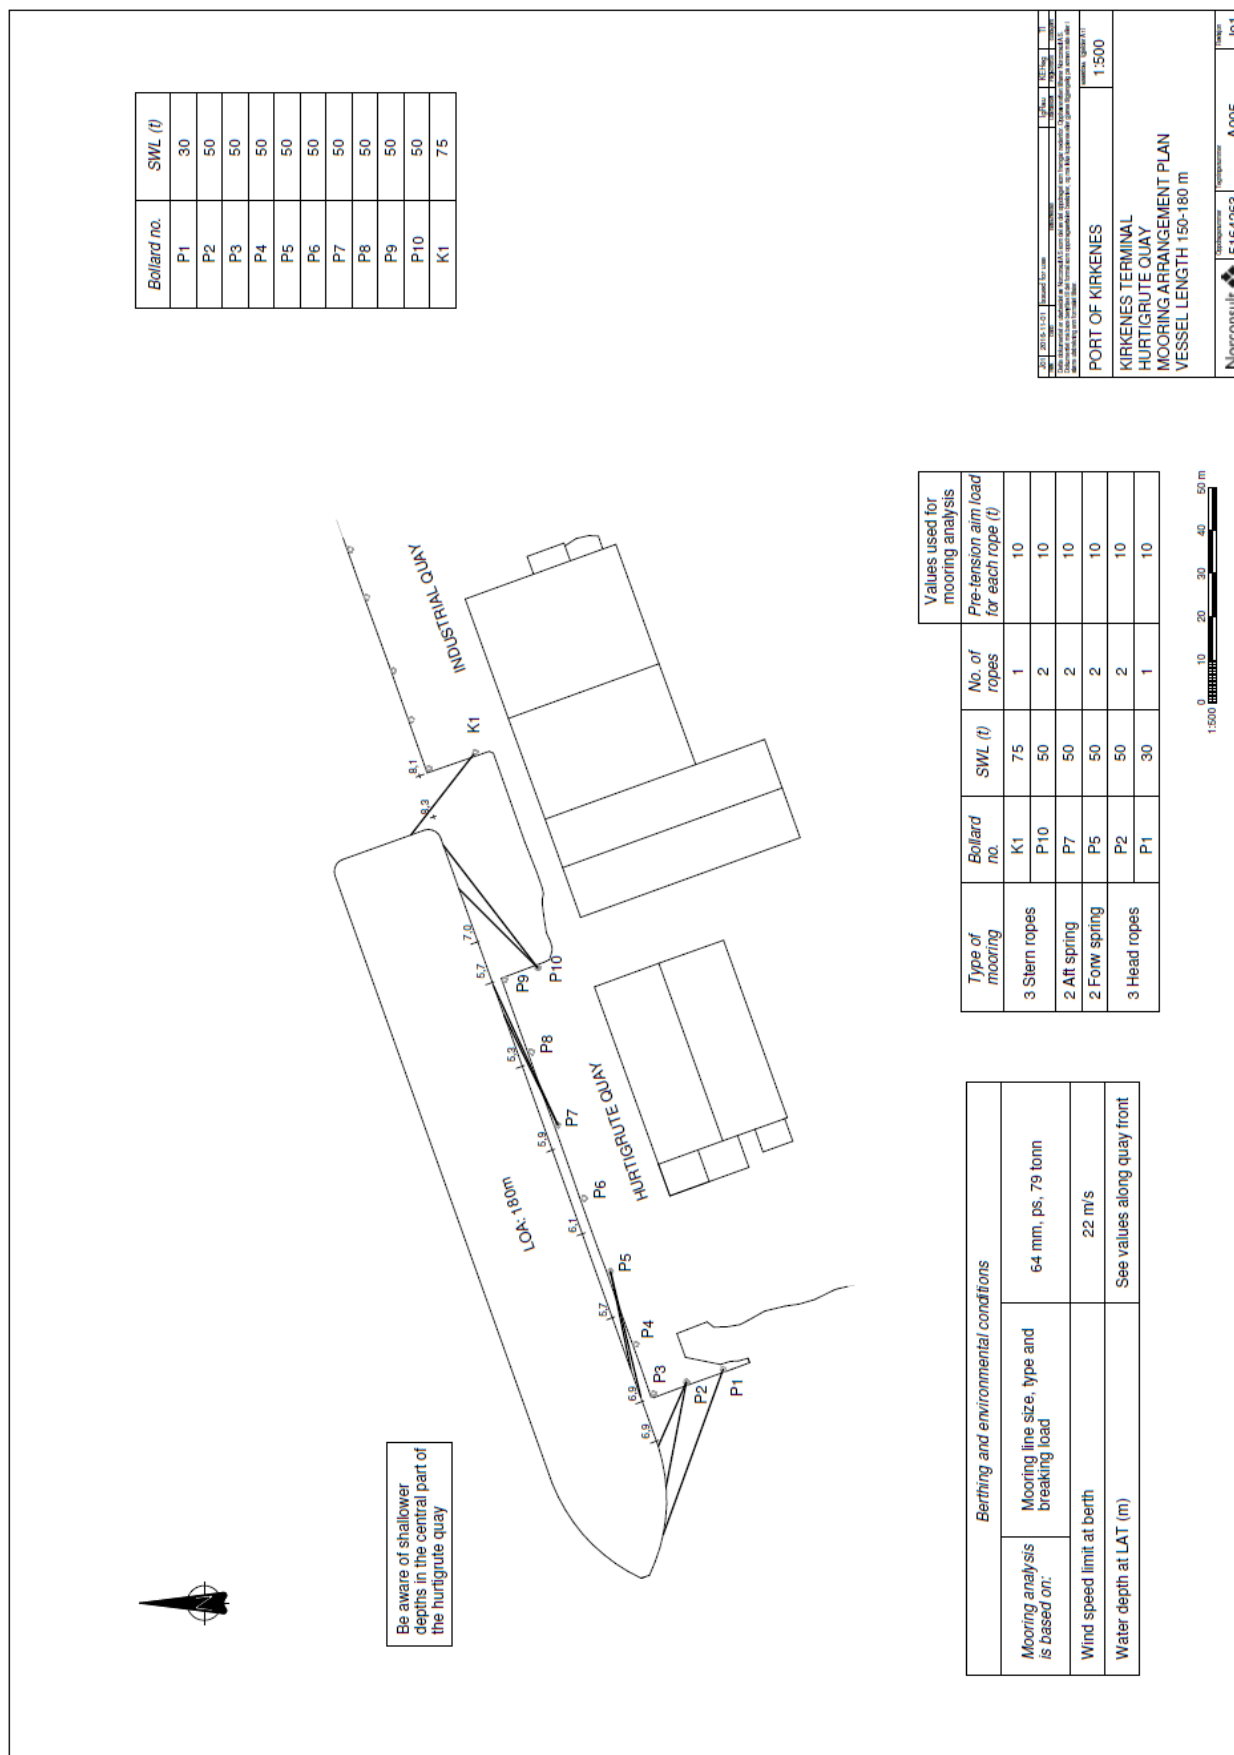 Be aware of shallower
depths in the central part of
the hurtigrute quay
N
Bollard no. SWL (t)
P1 30
P2 50
P3 50
P4 50
P5 50
P6 50
P7 50
P8 50
P9 50
P10 50
K1 75
LOA: 180m
HURTIGRUTE QUAY
INDUSTRIAL QUAY
6,9
6,9
5,7
6,1
5,9
5,3
5,7
7,0
8,3
8,1
P1
P2
P3
P4
P5
P6
P7
P8
P9
P10
K1
Berthing and environmental conditions
Mooring analysis
is based on:
Mooring line size, type and
breaking load
64 mm, ps, 79 tonn
Wind speed limit at berth 22 m/s
Water depth at LAT (m) See values along quay front
Values used for
mooring analysis
Type of
mooring
Bollard
no.
SWL (t)
No. of
ropes
Pre-tension aim load
for each rope (t)
3 Stern ropes K1 75 1 10
P10 50 2 10
2 Aft spring P7 50 2 10
2 Forw spring P5 50 2 10
3 Head ropes P2 50 2 10
P1 30 1 10
1:500 0 10 20 30 40 50 m
J01 2016-11-01 Issued for use
PORT OF KIRKENES
1:500
KIRKENES TERMINAL
HURTIGRUTE QUAY
MOORING ARRANGEMENT PLAN
VESSEL LENGTH 150-180 m
Norconsult